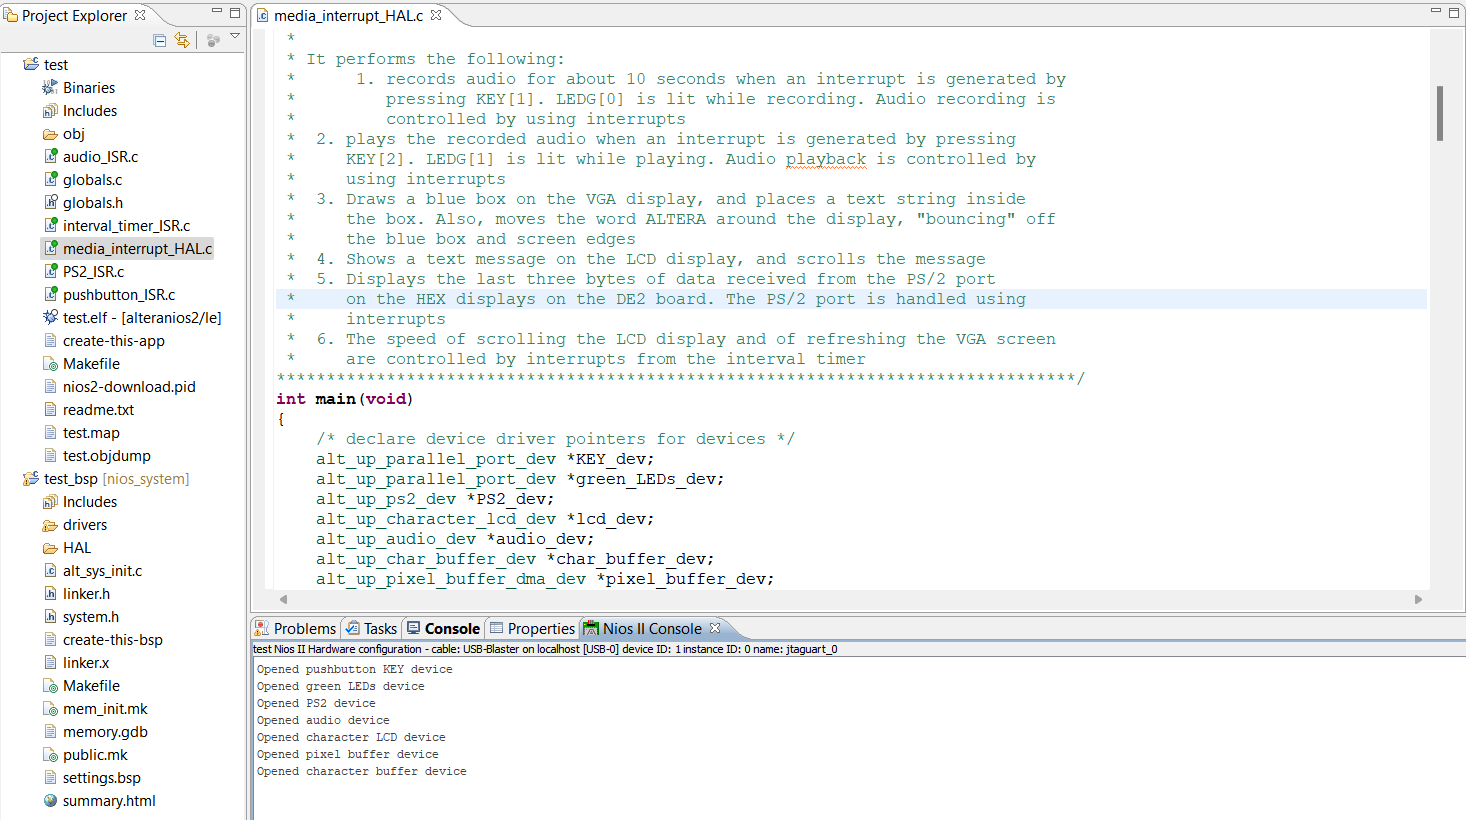 Project Explorer
test
Binaries
Includes
obj
audio_ISR.c
globals.c
globals.h
interval_timer_ISR.c
media_interrupt_HAL.c
PS2_ISR.c
pushbutton_ISR.c
test.elf - [alteranios2/le]
create-this-app
Makefile
nios2-download.pid
readme.txt
test.map
test.objdump
test_bsp [nios_system]
Includes
drivers
HAL
alt_sys_init.c
linker.h
system.h
create-this-bsp
linker.x
Makefile
mem_init.mk
memory.gdb
public.mk
settings.bsp
summary.html
media_interrupt_HAL.c
*
* It performs the following:
*      1. records audio for about 10 seconds when an interrupt is generated by
*         pressing KEY[1]. LEDG[0] is lit while recording. Audio recording is
*         controlled by using interrupts
*  2. plays the recorded audio when an interrupt is generated by pressing
*     KEY[2]. LEDG[1] is lit while playing. Audio playback is controlled by
*     using interrupts
*  3. Draws a blue box on the VGA display, and places a text string inside
*     the box. Also, moves the word ALTERA around the display, "bouncing" off
*     the blue box and screen edges
*  4. Shows a text message on the LCD display, and scrolls the message
*  5. Displays the last three bytes of data received from the PS/2 port
*     on the HEX displays on the DE2 board. The PS/2 port is handled using
*     interrupts
*  6. The speed of scrolling the LCD display and of refreshing the VGA screen
*     are controlled by interrupts from the interval timer
********************************************************************************/
int main(void)
{
/* declare device driver pointers for devices */
alt_up_parallel_port_dev *KEY_dev;
alt_up_parallel_port_dev *green_LEDs_dev;
alt_up_ps2_dev *PS2_dev;
alt_up_character_lcd_dev *lcd_dev;
alt_up_audio_dev *audio_dev;
alt_up_char_buffer_dev *char_buffer_dev;
alt_up_pixel_buffer_dma_dev *pixel_buffer_dev;
Problems Tasks Console Properties Nios II Console
test Nios II Hardware configuration - cable: USB-Blaster on localhost [USB-0] device ID: 1 instance ID: 0 name: jtaguart_0
Opened pushbutton KEY device
Opened green LEDs device
Opened PS2 device
Opened audio device
Opened character LCD device
Opened pixel buffer device
Opened character buffer device